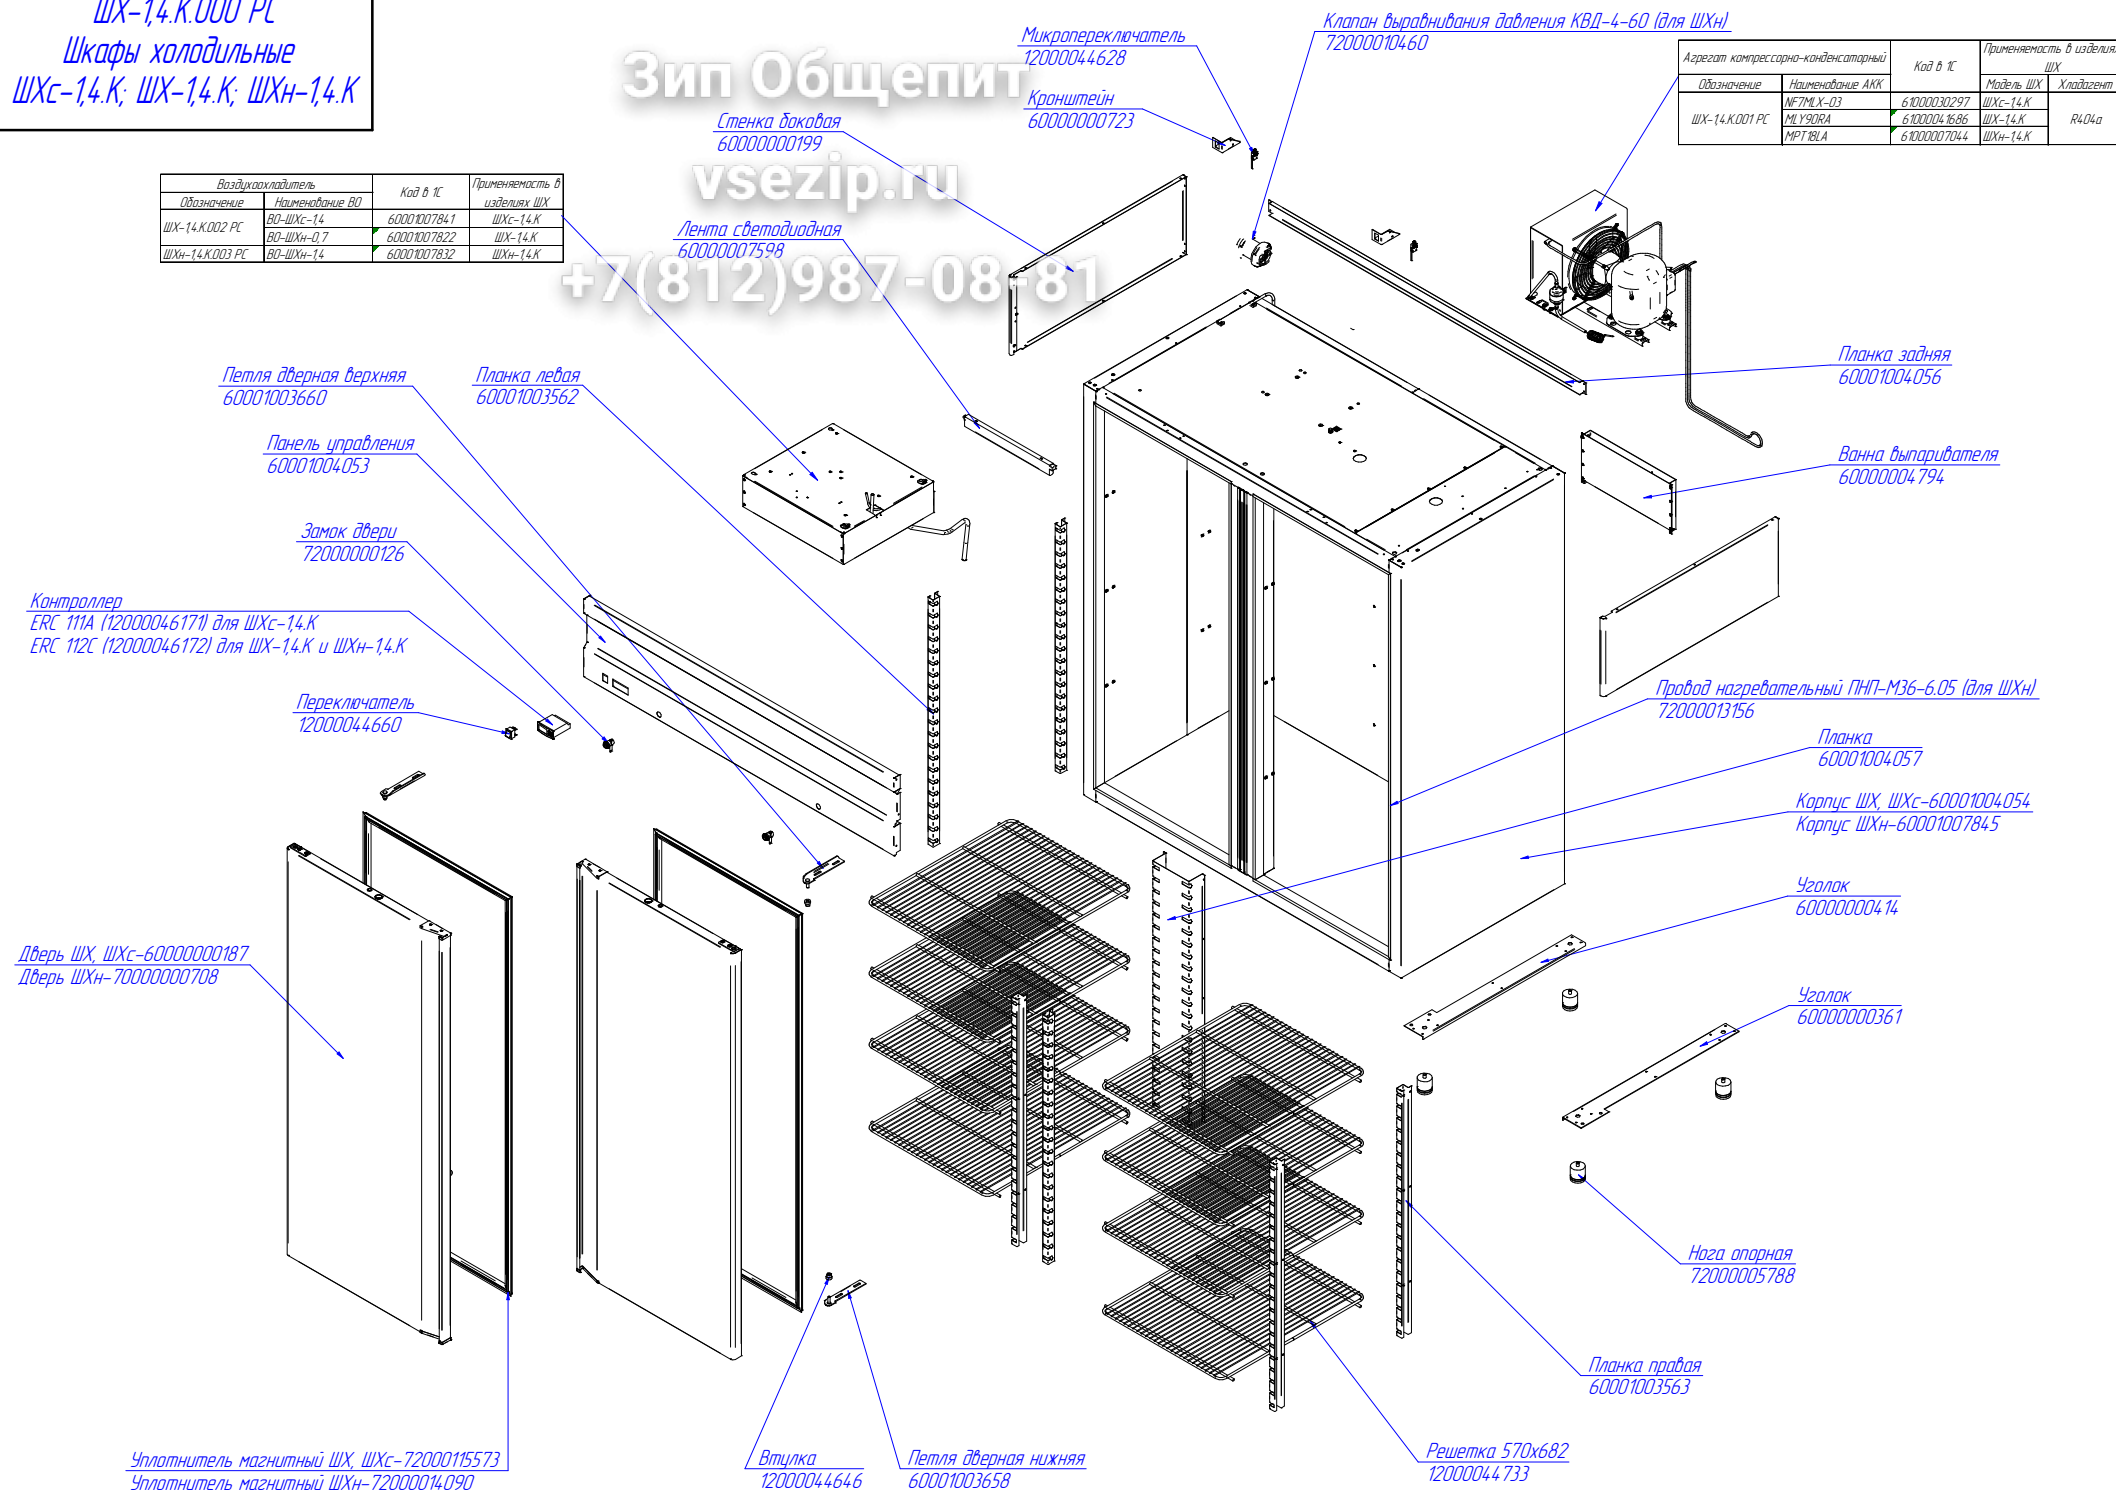 ШХ-1,4.К.000 РС
Шкафы холодильные
ШХс-1,4.К; ШХ-1,4.К; ШХн-1,4.К
Зип Общепит
vsezip.ru
+7(812)987-08-81
Микропереключатель
12000044628
Кронштейн
60000000723
Клапан выравнивания давления КВД-4-60 (для ШХн)
72000010460
Агрегат компрессорно-конденсаторный
Код в 1С
Применяемость в изделиях
ШХ
Обозначение
Наименование АКК
Модель ШХ
Хладагент
ШХ-1,4.К.001 РС
NF7MLX-03
61000030297
ШХс-1,4.К
MLY90RA
61000041686
ШХ-1,4.К
MPT18LA
61000007044
ШХн-1,4.К
R404a
Стенка боковая
60000000199
Воздухоохладитель
Код в 1С
Применяемость в
изделиях ШХ
Обозначение
Наименование ВО
ШХ-1,4.К.002 РС
ВО-ШХс-1,4
60001007841
ШХс-1,4.К
ВО-ШХн-0,7
60001007822
ШХ-1,4.К
ШХн-1,4.К.003 РС
ВО-ШХн-1,4
60001007832
ШХн-1,4.К
Лента светодиодная
60000007598
Петля дверная верхняя
60001003660
Планка левая
60001003562
Панель управления
60001004053
Замок двери
72000000126
Контроллер
ERC 111A (12000046171) для ШХс-1,4.К
ERC 112C (12000046172) для ШХ-1,4.К и ШХн-1,4.К
Переключатель
12000044660
Планка задняя
60001004056
Ванна выпаривателя
60000004794
Провод нагревательный ПНП-М36-6.05 (для ШХн)
72000013156
Планка
60001004057
Корпус ШХ, ШХс-60001004054
Корпус ШХн-60001007845
Уголок
60000000414
Уголок
60000000361
Дверь ШХ, ШХс-60000000187
Дверь ШХн-70000000708
Нога опорная
72000005788
Планка правая
60001003563
Решетка 570х682
12000044733
Уплотнитель магнитный ШХ, ШХс-72000115573
Уплотнитель магнитный ШХн-72000014090
Втулка
12000044646
Петля дверная нижняя
60001003658